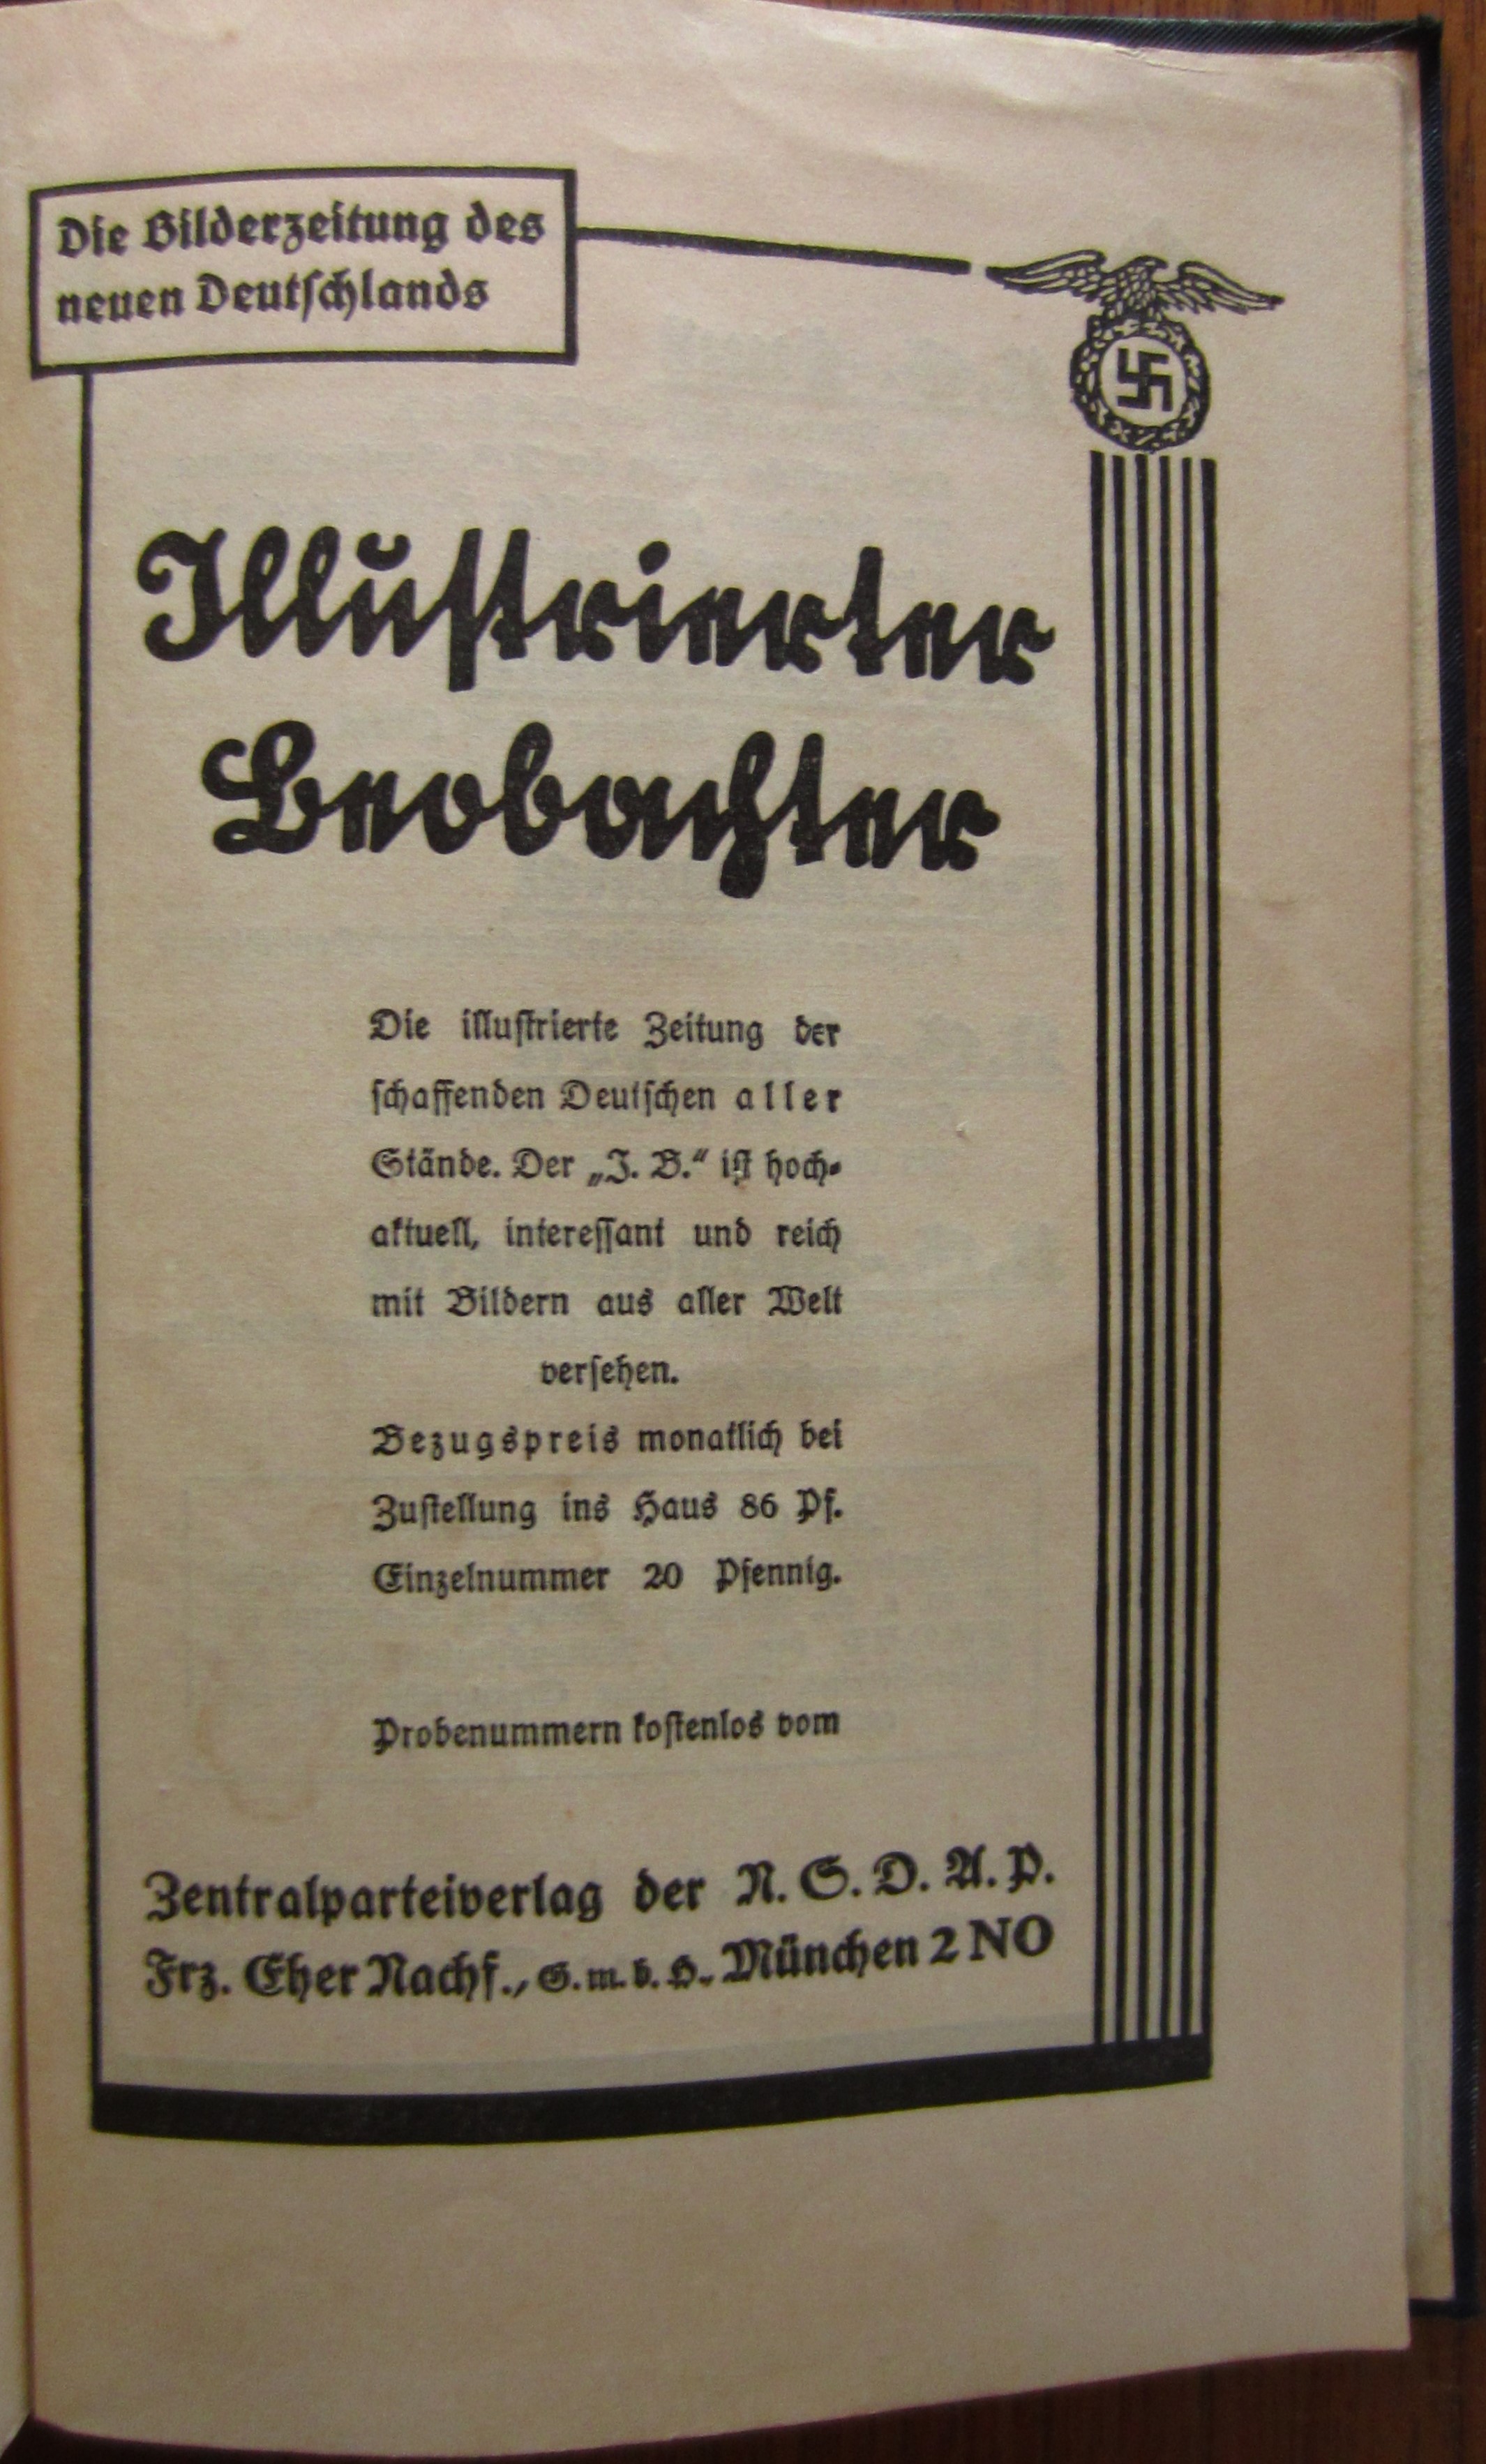 Die Bilderzeitung des
neuen Deutschlands
Illustrierter
Beobachter
Die illustrierte Zeitung der
schaffenden Deutschen aller
Stände. Der „J. B.“ ist hoch-
aktuell, interessant und reich
mit Bildern aus aller Welt
versehen.
Bezugspreis monatlich bei
Zustellung ins Haus 86 Pf.
Einzelnummer 20 Pfennig.
Probenummern kostenlos vom
Zentralparteiverlag der N. S. D. A. P.
Frz. Eher Nachf., G. m. b. H., München 2 NO